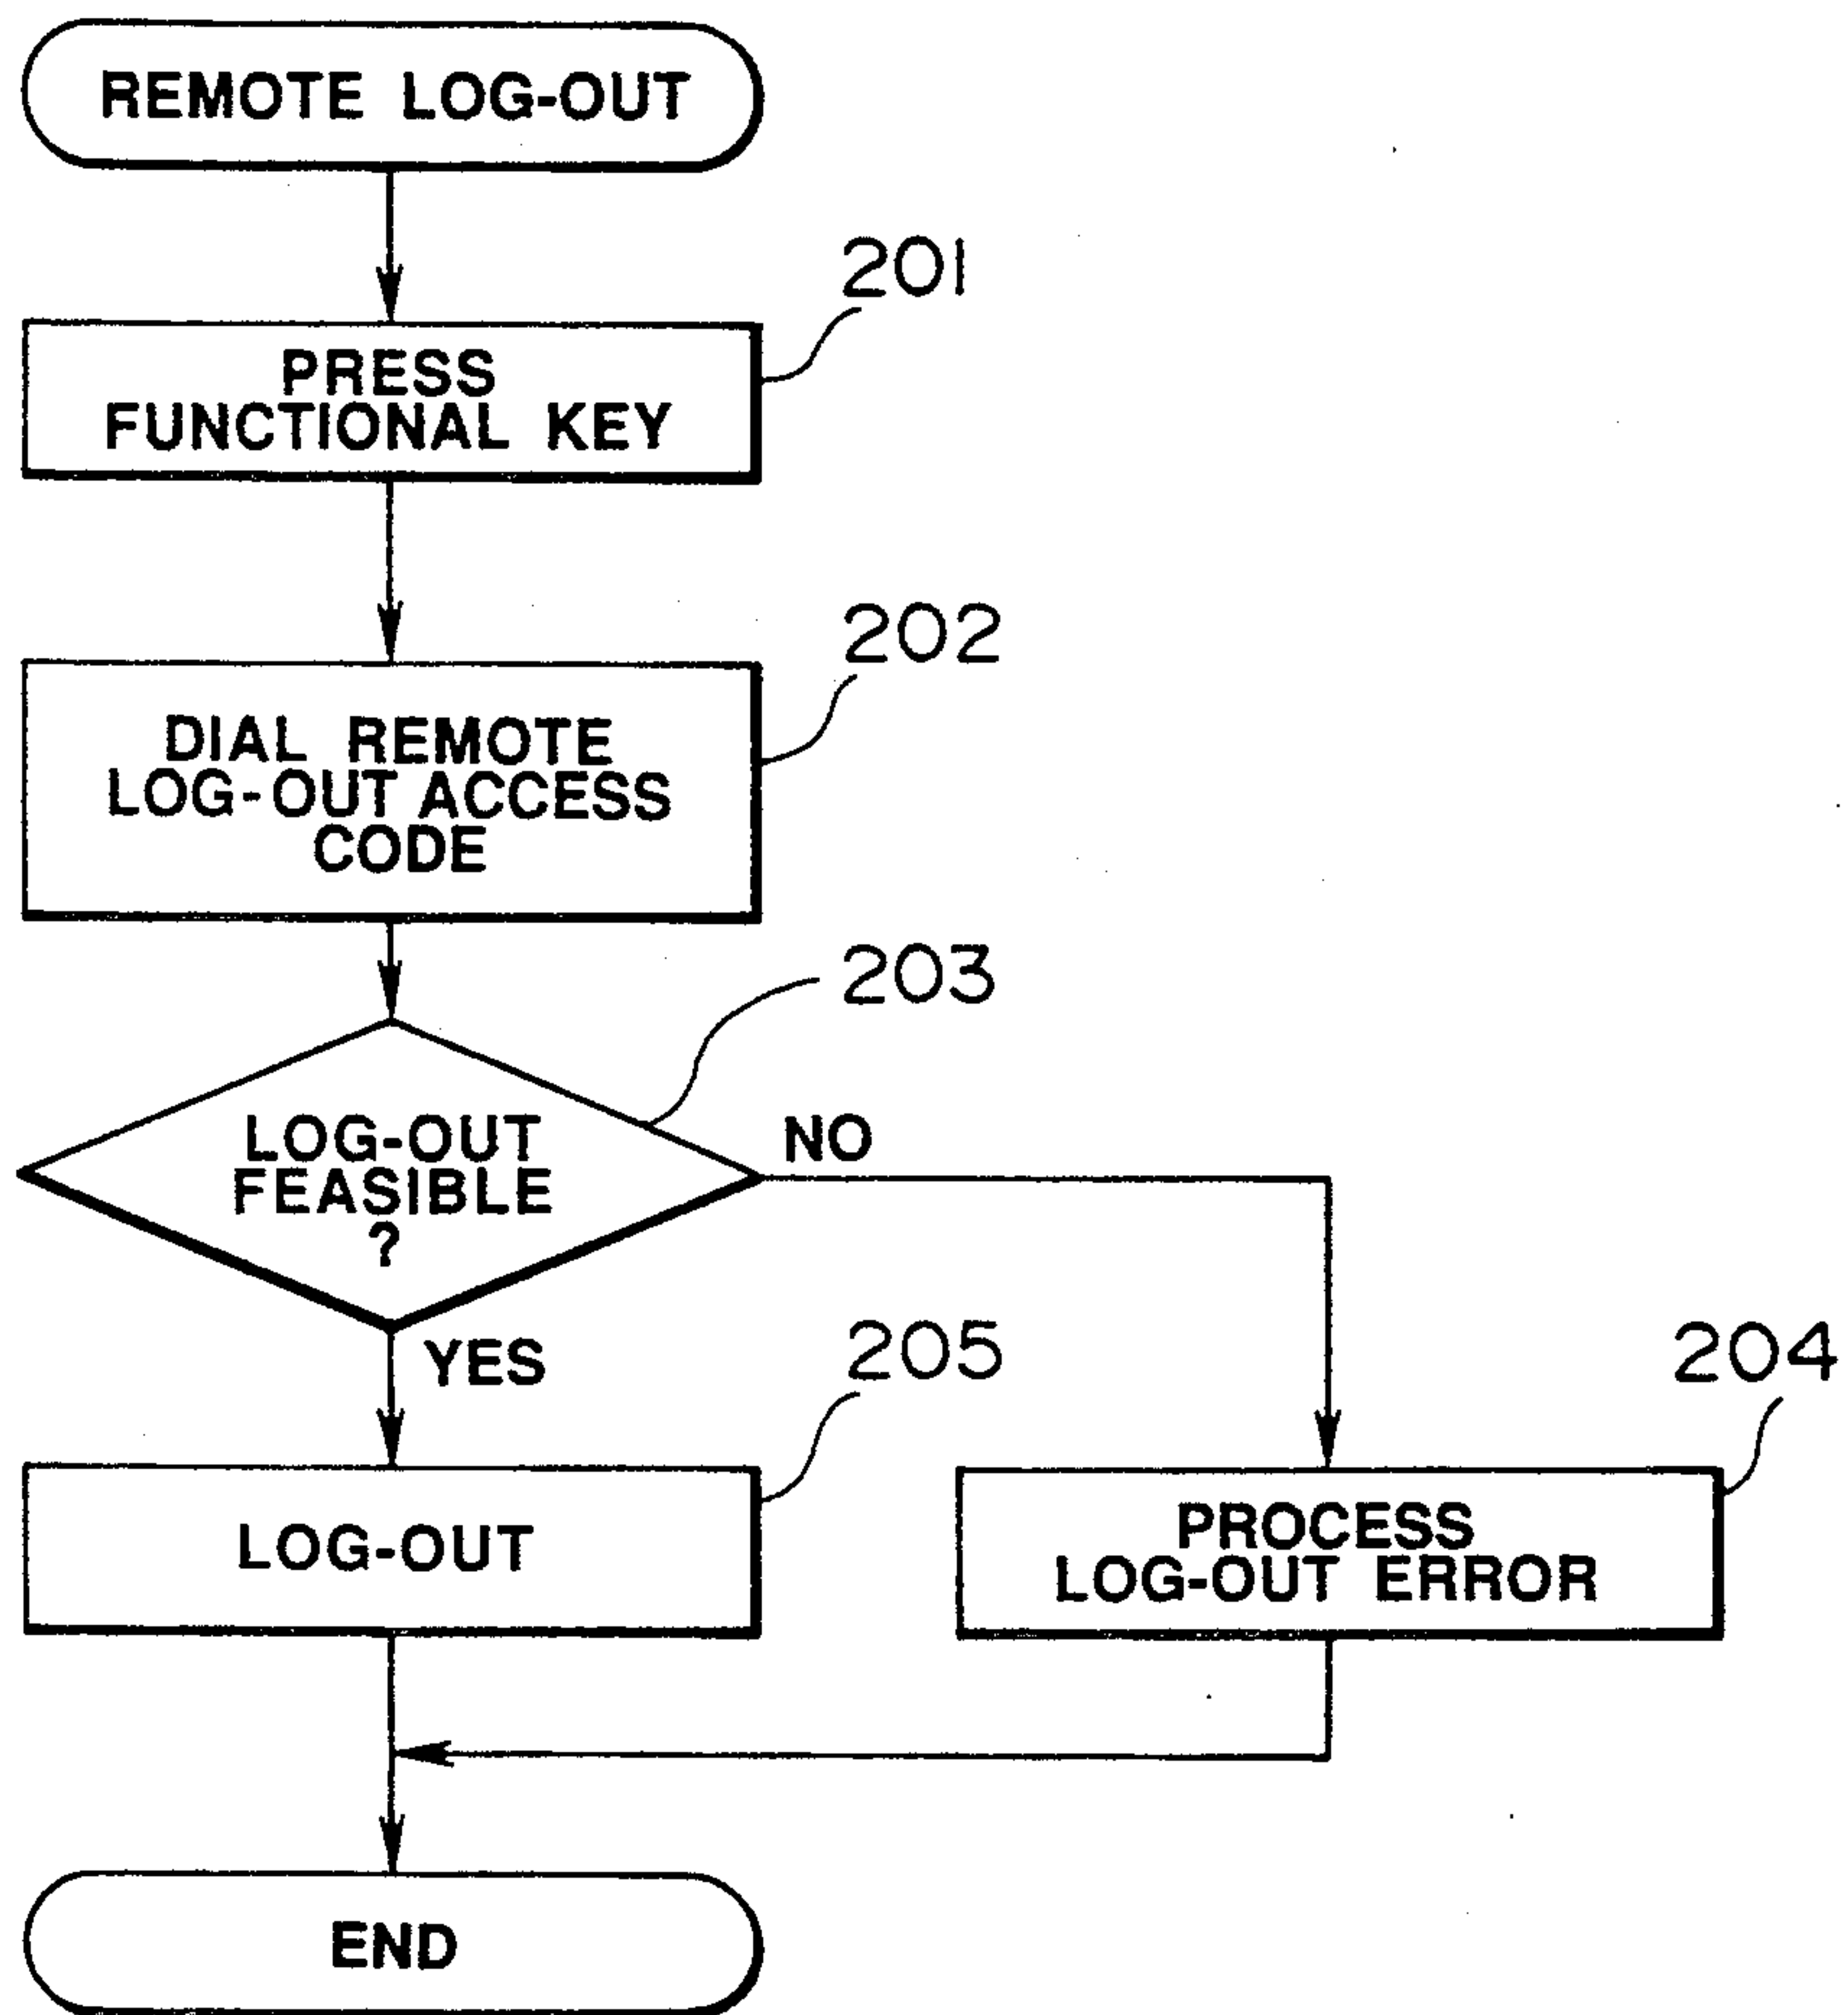 REMOTE LOG-OUT
201
PRESS
FUNCTIONAL KEY
202
DIAL REMOTE
LOG-OUT ACCESS
CODE
203
LOG-OUT
FEASIBLE
?
NO
YES
205
LOG-OUT
204
PROCESS
LOG-OUT ERROR
END